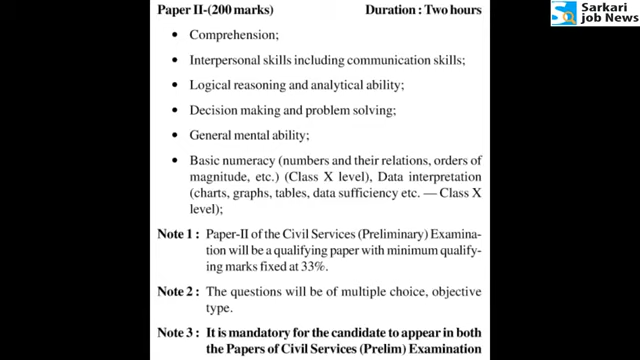 Sarkari
job News
Paper II-(200 marks) Duration : Two hours
• Comprehension;
• Interpersonal skills including communication skills;
• Logical reasoning and analytical ability;
• Decision making and problem solving;
• General mental ability;
• Basic numeracy (numbers and their relations, orders of
magnitude, etc.) (Class X level), Data interpretation
(charts, graphs, tables, data sufficiency etc. — Class X
level);
Note 1 : Paper-II of the Civil Services (Preliminary) Examina-
tion will be a qualifying paper with minimum qualify-
ing marks fixed at 33%.
Note 2 : The questions will be of multiple choice, objective
type.
Note 3 : It is mandatory for the candidate to appear in both
the Papers of Civil Services (Prelim) Examination